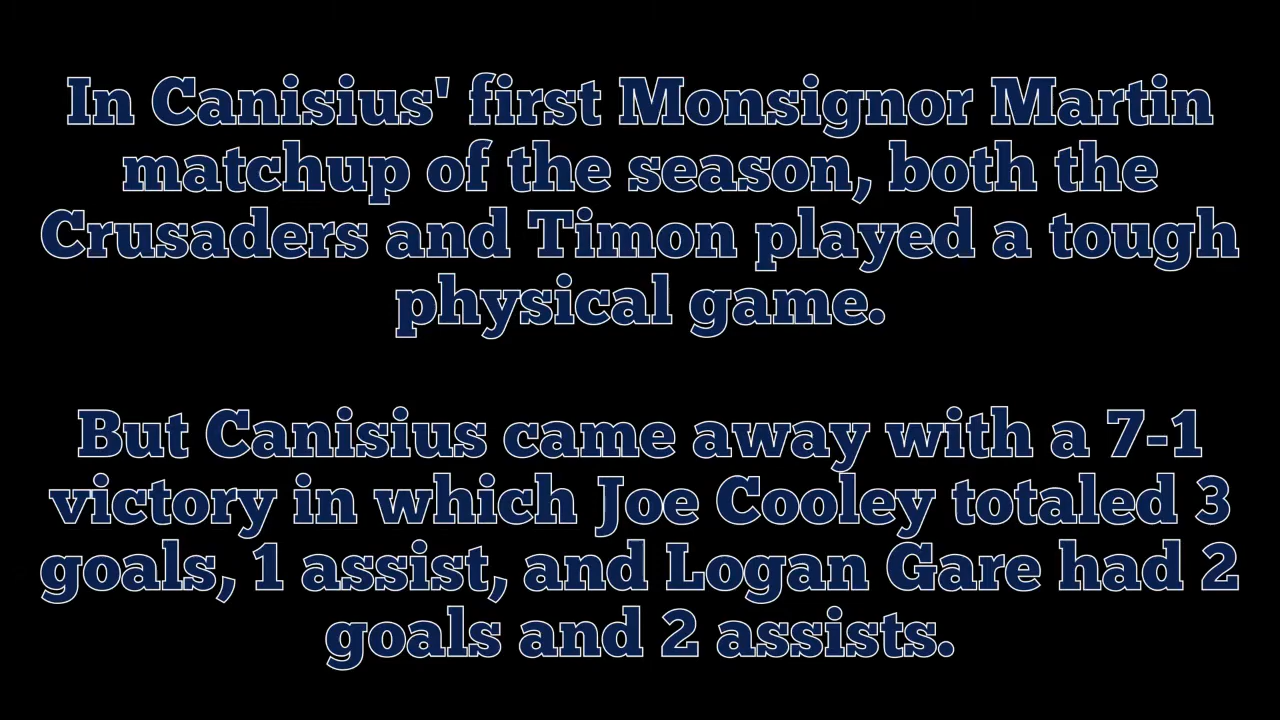 In Canisius' first Monsignor Martin
matchup of the season, both the
Crusaders and Timon played a tough
physical game.
But Canisius came away with a 7-1
victory in which Joe Cooley totaled 3
goals, 1 assist, and Logan Gare had 2
goals and 2 assists.